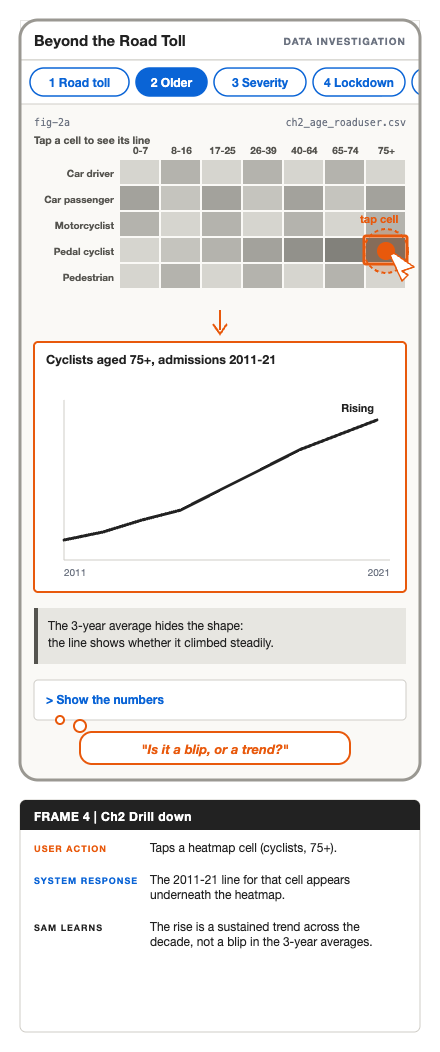 Beyond the Road Toll DATA INVESTIGATION
1 Road toll 2 Older 3 Severity 4 Lockdown
fig-2a ch2_age_roaduser.csv
Tap a cell to see its line
0-7 8-16 17-25 26-39 40-64 65-74 75+
Car driver
Car passenger
Motorcyclist
tap cell
Pedal cyclist
Pedestrian
Cyclists aged 75+, admissions 2011-21
Rising
2011 2021
The 3-year average hides the shape:
the line shows whether it climbed steadily.
> Show the numbers
"Is it a blip, or a trend?"
FRAME 4 | Ch2 Drill down
USER ACTION Taps a heatmap cell (cyclists, 75+).
SYSTEM RESPONSE The 2011-21 line for that cell appears
underneath the heatmap.
SAM LEARNS The rise is a sustained trend across the
decade, not a blip in the 3-year averages.